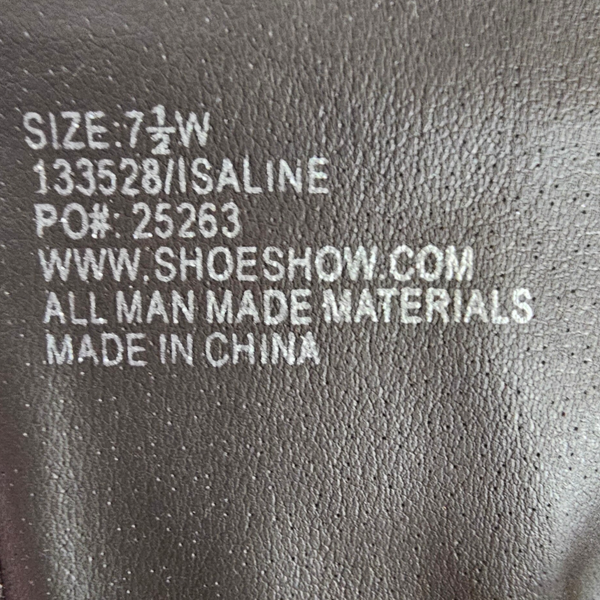 SIZE:7½W
133528/ISALINE
PO#: 25263
WWW.SHOESHOW.COM
ALL MAN MADE MATERIALS
MADE IN CHINA